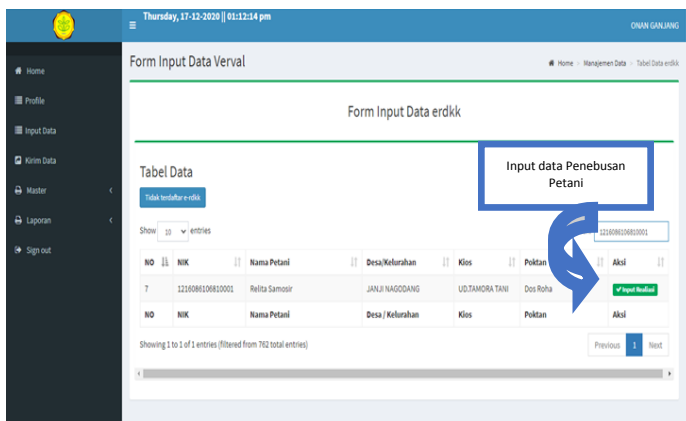 Thursday, 17-12-2020 || 01:12:14 pm
ONAN GANJANG
Home
Profile
Input Data
Kirim Data
Master
Laporan
Sign out
Form Input Data Verval
Home > Manajemen Data > Tabel Data erdkk
Form Input Data erdkk
Input data Penebusan
Petani
Tabel Data
Tidak terdaftar e-rdkk
Show 10 entries
1216086106810001
NO NIK Nama Petani Desa/Kelurahan Kios Poktan Aksi
7 1216086106810001 Relita Samosir JANJI NAGODANG UD.TAMORA TANI Dos Roha Input Realiasi
NO NIK Nama Petani Desa / Kelurahan Kios Poktan Aksi
Showing 1 to 1 of 1 entries (filtered from 762 total entries)
Previous 1 Next